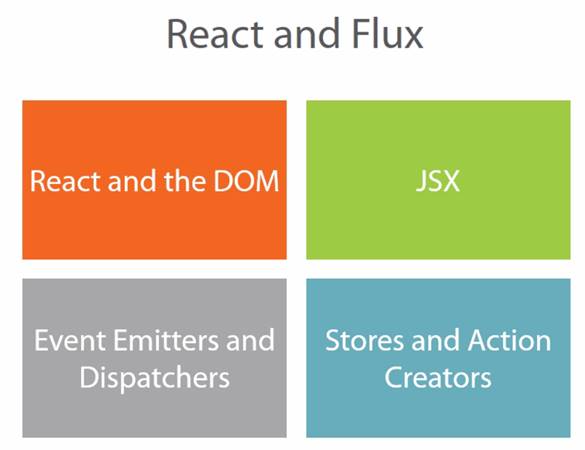 React and Flux
React and the DOM
JSX
Event Emitters and
Dispatchers
Stores and Action
Creators